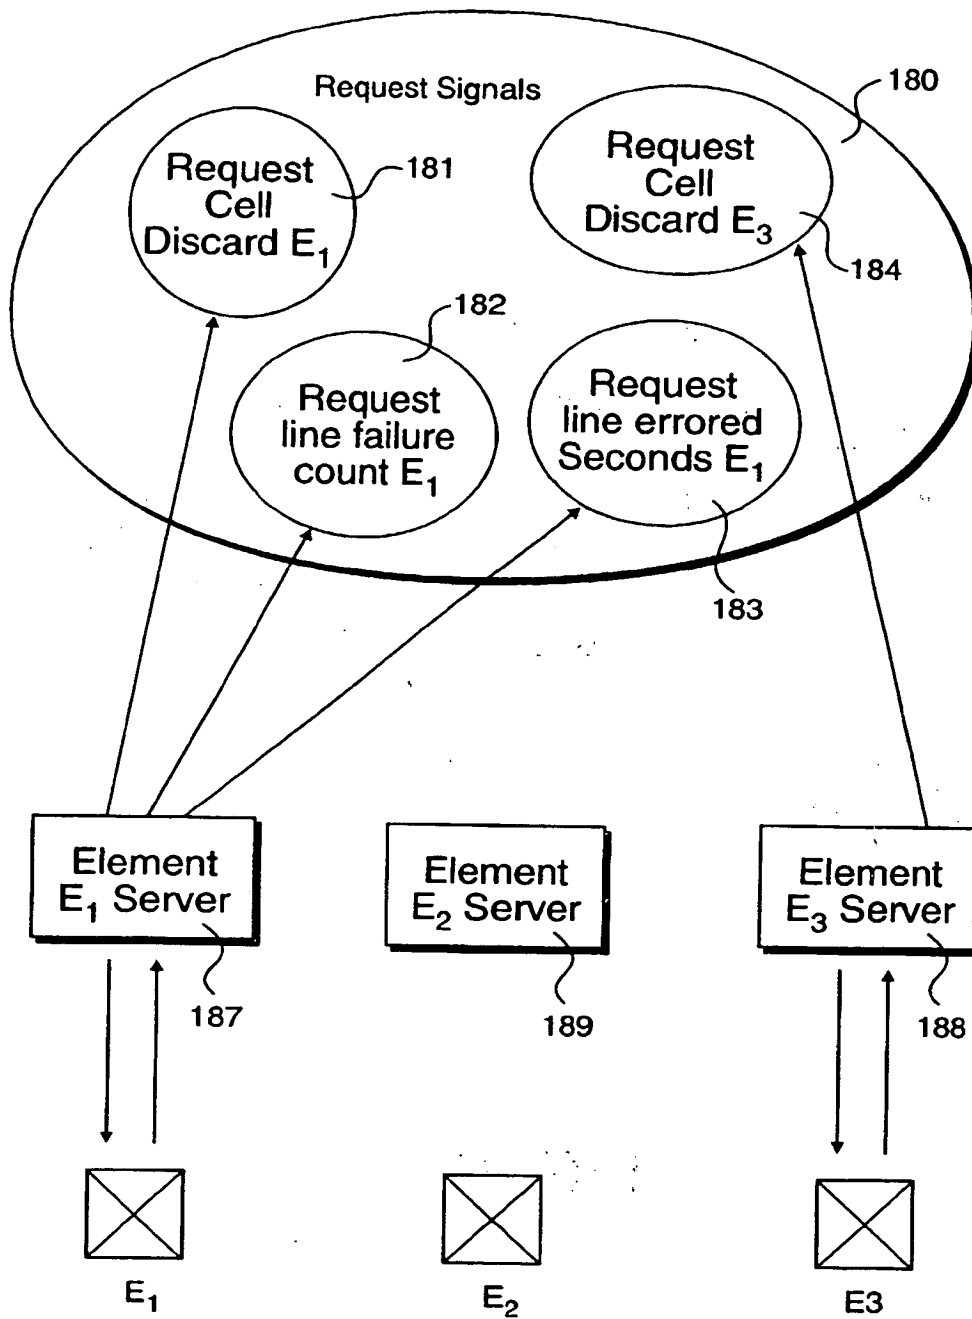 Request Signals
180
Request
Cell
Discard E₁
181
Request
Cell
Discard E₃
184
182
Request
line failure
count E₁
Request
line errored
Seconds E₁
183
Element
E₁ Server
187
Element
E₂ Server
189
Element
E₃ Server
188
E₁
E₂
E3